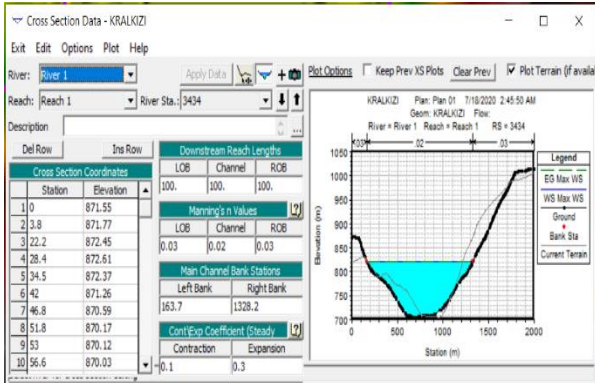 Cross Section Data - KRALKIZI
Exit Edit Options Plot Help
River: River 1 Apply Data
Reach: Reach 1 River Sta.: 3434
Description ...
Del Row Ins Row
Cross Section Coordinates
Station Elevation
1 0 871.55
2 3.8 871.77
3 22.2 872.45
4 28.4 872.61
5 34.5 872.37
6 42 871.26
7 46.8 870.59
8 51.8 870.17
9 53 870.12
10 56.6 870.03
Downstream Reach Lengths
LOB Channel ROB
100. 100. 100.
Manning's n Values
LOB Channel ROB
0.03 0.02 0.03
Main Channel Bank Stations
Left Bank Right Bank
163.7 1328.2
Cont\Exp Coefficient (Steady
Contraction Expansion
0.1 0.3
Plot Options Keep Prev XS Plots Clear Prev Plot Terrain (if availal
KRALKIZI Plan: Plan 01 7/18/2020 2:45:50 AM
Geom: KRALKIZI Flow:
River = River 1 Reach = Reach 1 RS = 3434
.03 .02 .03
1050
1000
950
900
850
800
750
700
Elevation (m)
0 500 1000 1500 2000
Station (m)
Legend
EG Max WS
WS Max WS
Ground
Bank Sta
Current Terrain